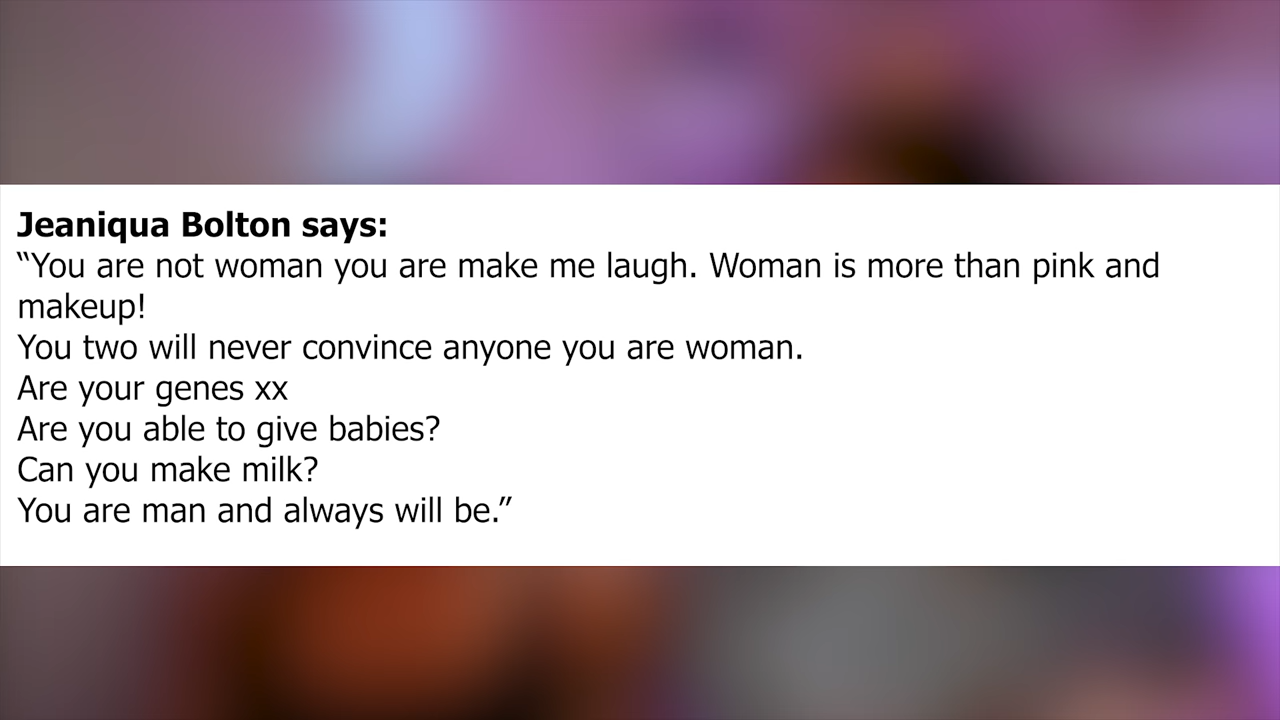 Jeaniqua Bolton says:
“You are not woman you are make me laugh. Woman is more than pink and
makeup!
You two will never convince anyone you are woman.
Are your genes xx
Are you able to give babies?
Can you make milk?
You are man and always will be.”